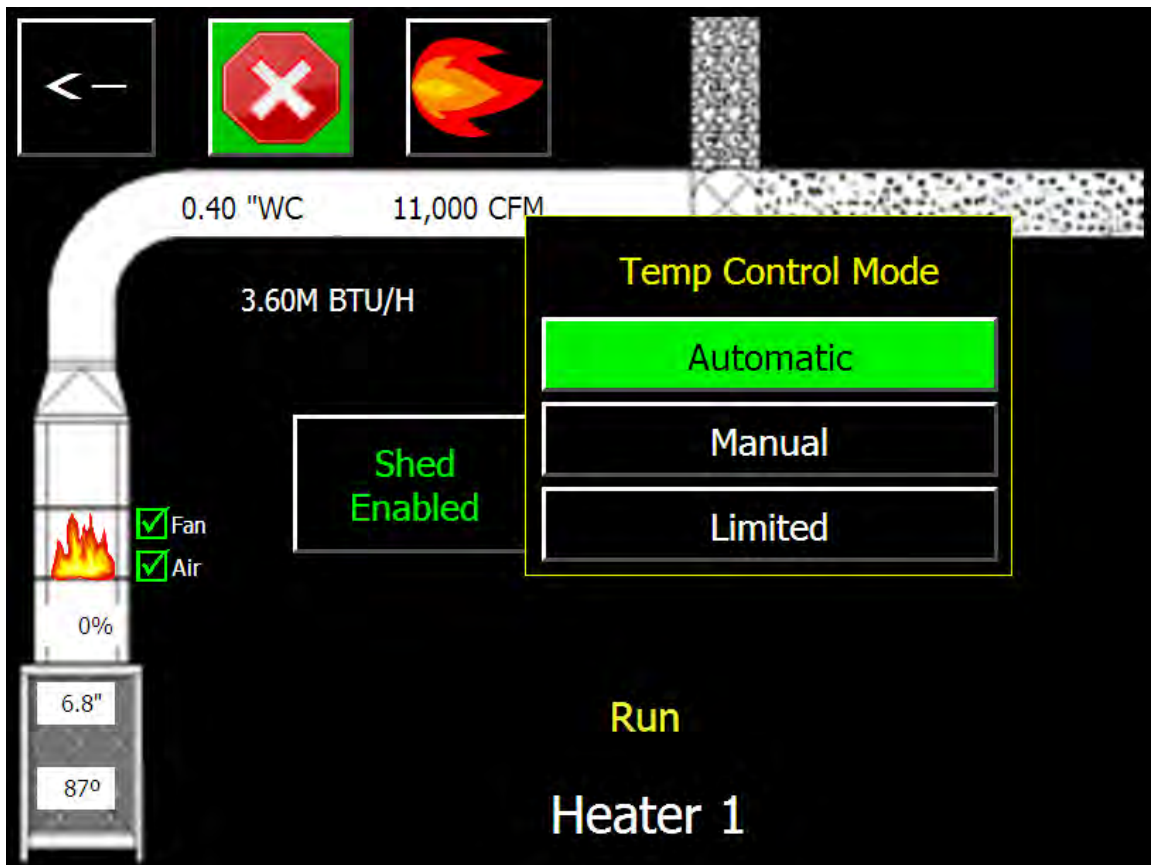 <-
0.40 "WC 11,000 CFM
Temp Control Mode
3.60M BTU/H
Automatic
Manual
Shed
Enabled
Limited
Fan
Air
0%
6.8"
Run
87º
Heater 1